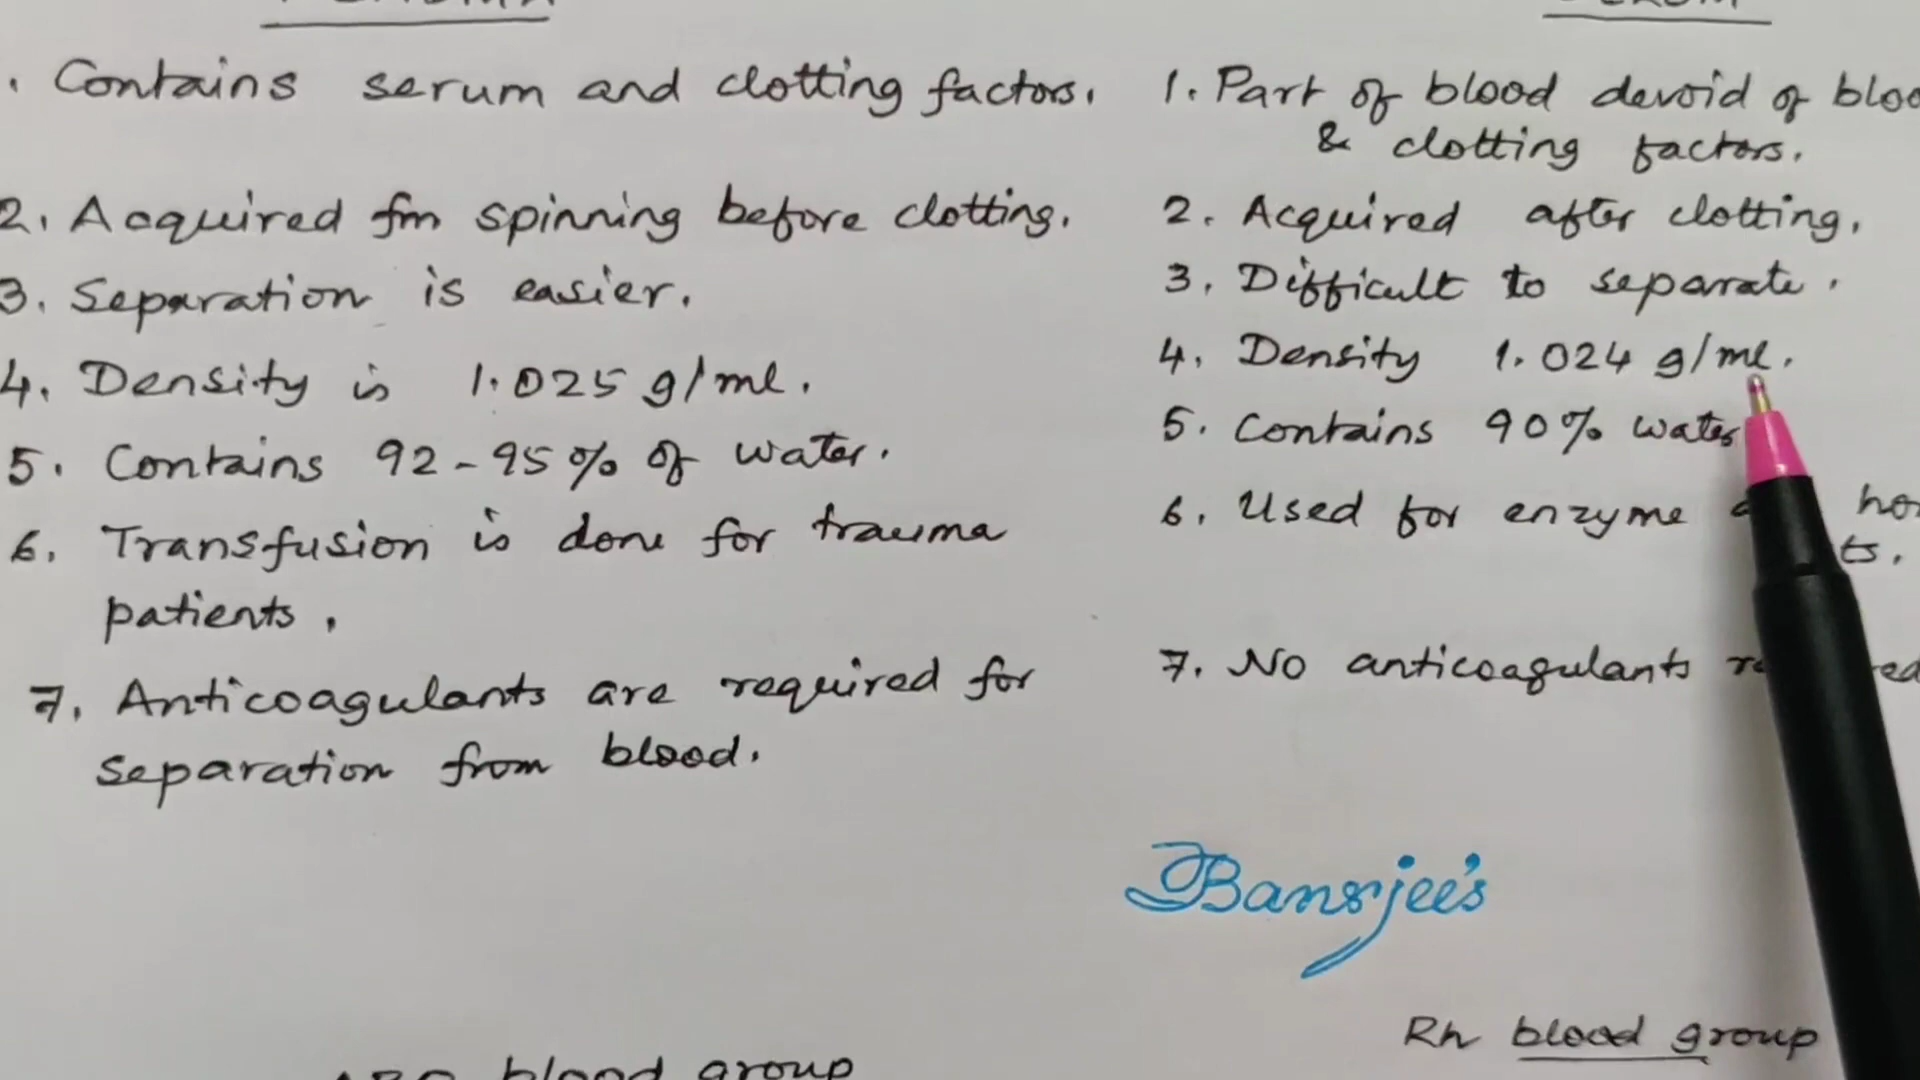 . Contains serum and clotting factors.
2. Acquired fm spinning before clotting.
3. Separation is easier.
4. Density is 1.025 g/ml.
5. Contains 92-95% of water.
6. Transfusion is done for trauma
patients.
7. Anticoagulants are required for
separation from blood.
1. Part of blood devoid of
& clotting factors.
2. Acquired after clotting.
3. Difficult to separate.
4. Density 1.024 g/ml.
5. Contains 90% water
6. Used for enzyme
7. No anticoagulants
Banerjee's
Rh blood group
blood group